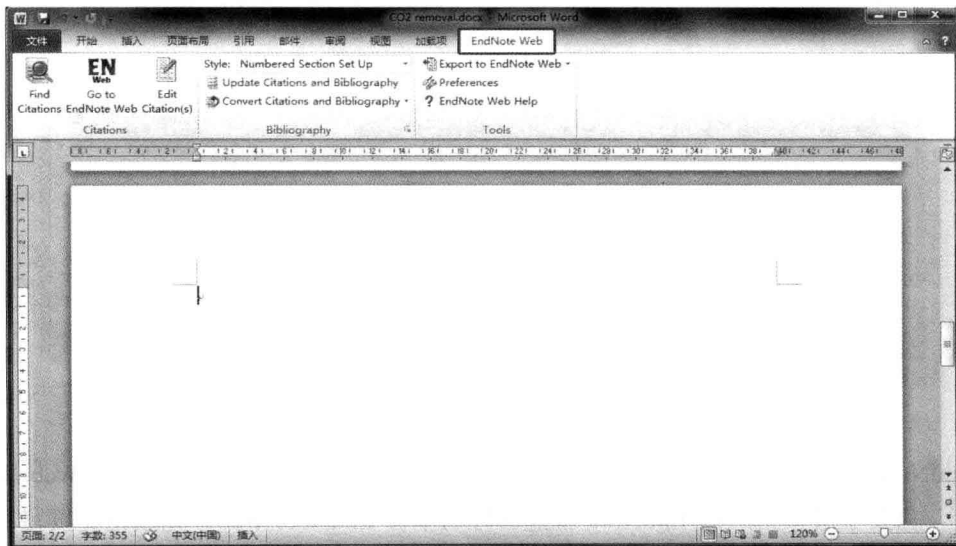 CO2 removal.docx - Microsoft Word
文件 开始 插入 页面布局 引用 邮件 审阅 视图 加载项 EndNote Web
Find Citations
EN Web
Go to EndNote Web
Edit Citation(s)
Citations
Style: Numbered Section Set Up
Update Citations and Bibliography
Convert Citations and Bibliography
Bibliography
Export to EndNote Web
Preferences
? EndNote Web Help
Tools
页面: 2/2 字数: 355 中文(中国) 插入 120%